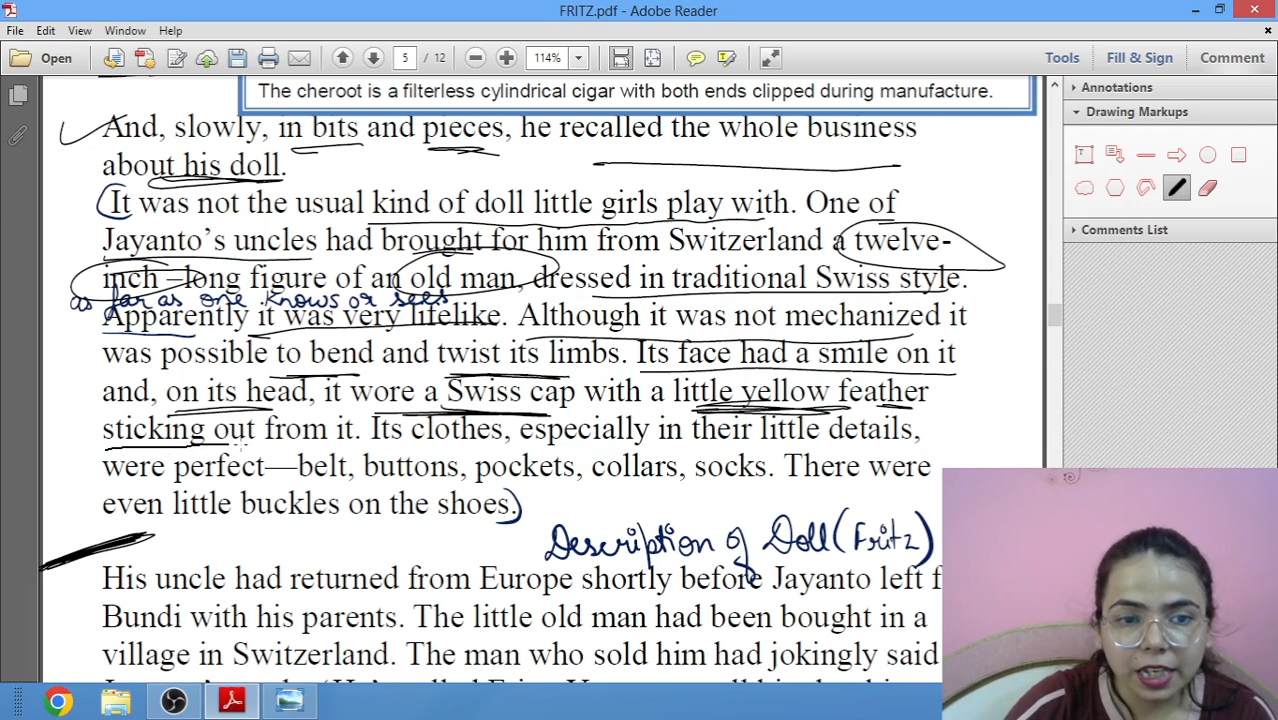 FRITZ.pdf - Adobe Reader
File Edit View Window Help
Open 5 / 12 114% Tools Fill & Sign Comment
The cheroot is a filterless cylindrical cigar with both ends clipped during manufacture.
And, slowly, in bits and pieces, he recalled the whole business
about his doll.
It was not the usual kind of doll little girls play with. One of
Jayanto's uncles had brought for him from Switzerland a twelve-
inch –long figure of an old man, dressed in traditional Swiss style.
as far as one knows or sees
Apparently it was very lifelike. Although it was not mechanized it
was possible to bend and twist its limbs. Its face had a smile on it
and, on its head, it wore a Swiss cap with a little yellow feather
sticking out from it. Its clothes, especially in their little details,
were perfect—belt, buttons, pockets, collars, socks. There were
even little buckles on the shoes.
Description of Doll (Fritz)
His uncle had returned from Europe shortly before Jayanto left f
Bundi with his parents. The little old man had been bought in a
village in Switzerland. The man who sold him had jokingly said
Annotations
Drawing Markups
Comments List